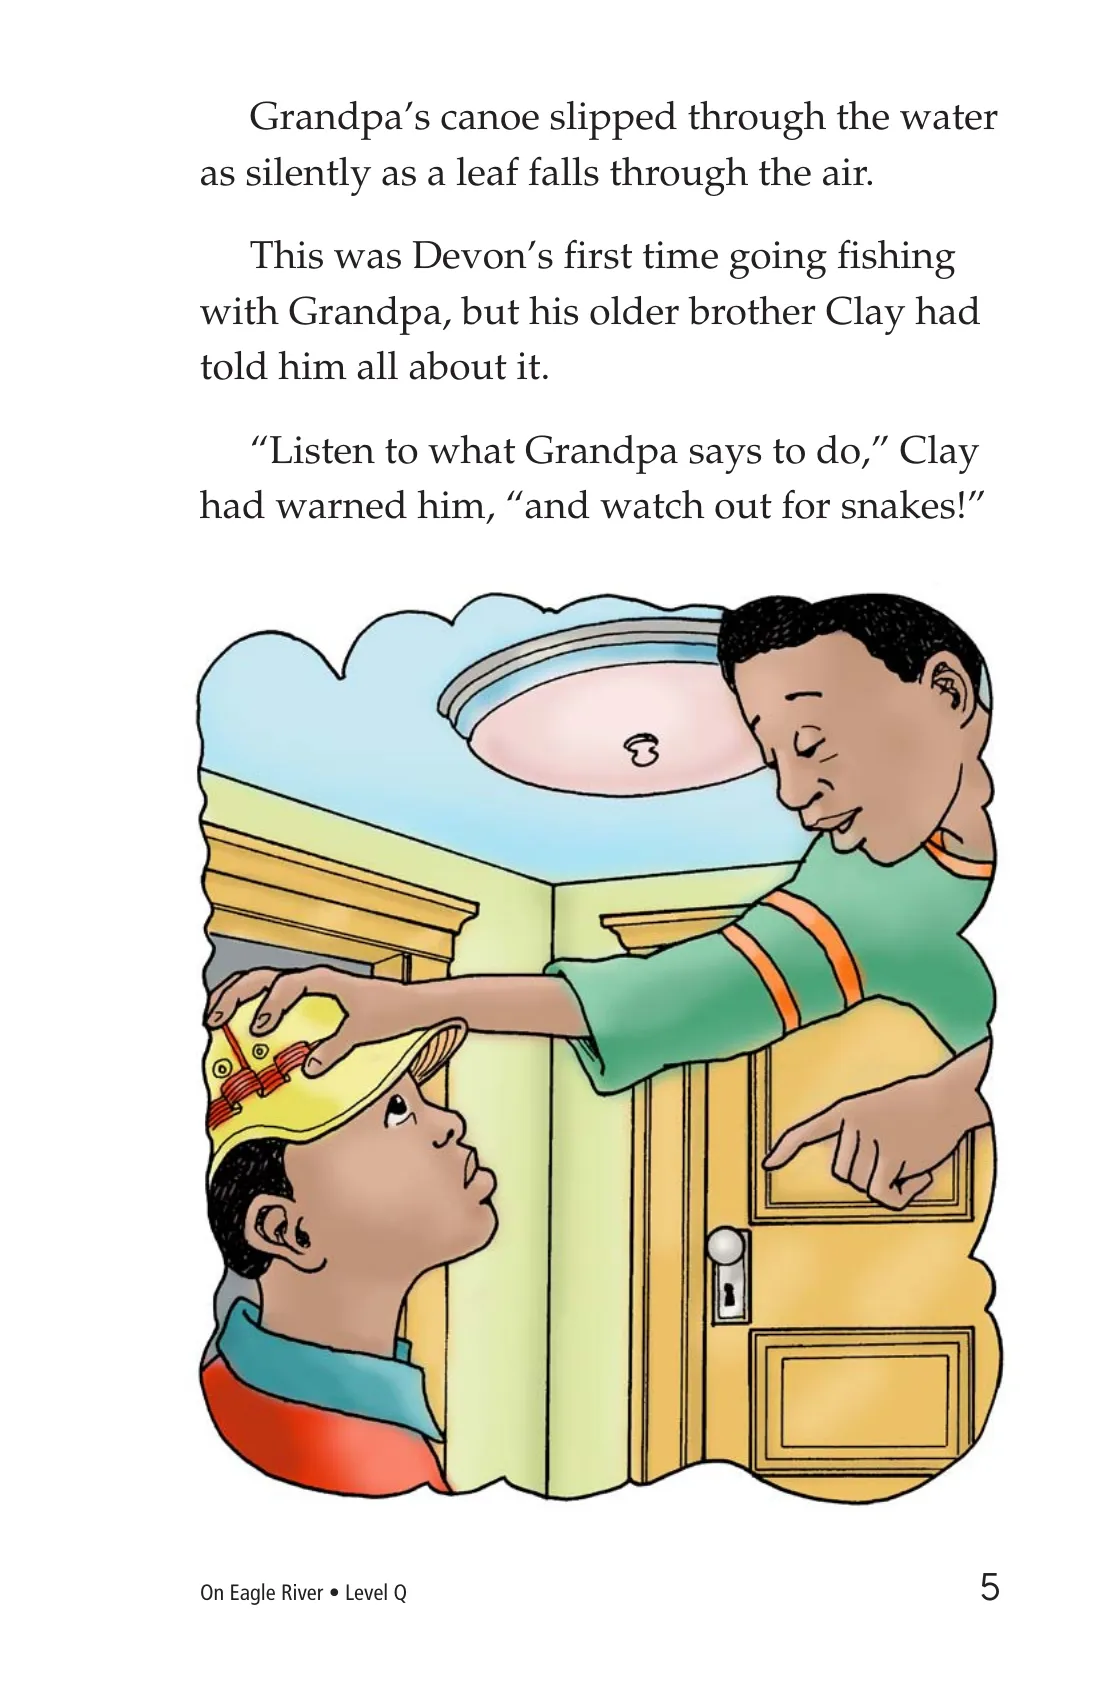 Grandpa’s canoe slipped through the water
as silently as a leaf falls through the air.
This was Devon’s first time going fishing
with Grandpa, but his older brother Clay had
told him all about it.
“Listen to what Grandpa says to do,” Clay
had warned him, “and watch out for snakes!”
On Eagle River • Level Q
5